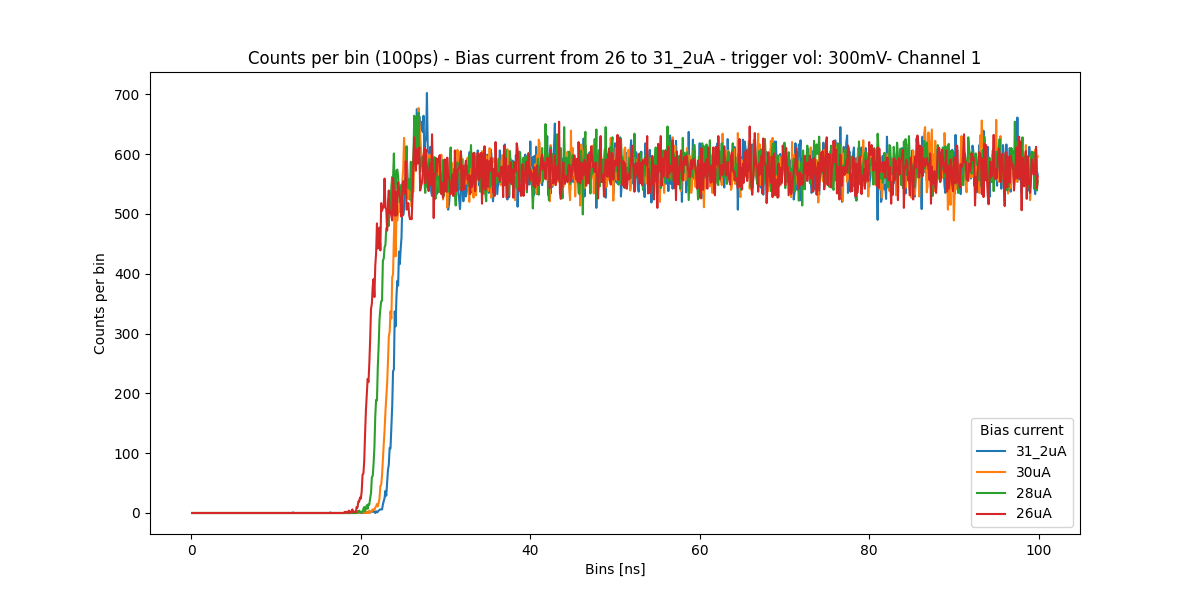 Counts per bin (100ps) - Bias current from 26 to 31_2uA - trigger vol: 300mV- Channel 1
700
600
500
400
300
200
100
0
Counts per bin
0
20
40
60
80
100
Bins [ns]
Bias current
31_2uA
30uA
28uA
26uA